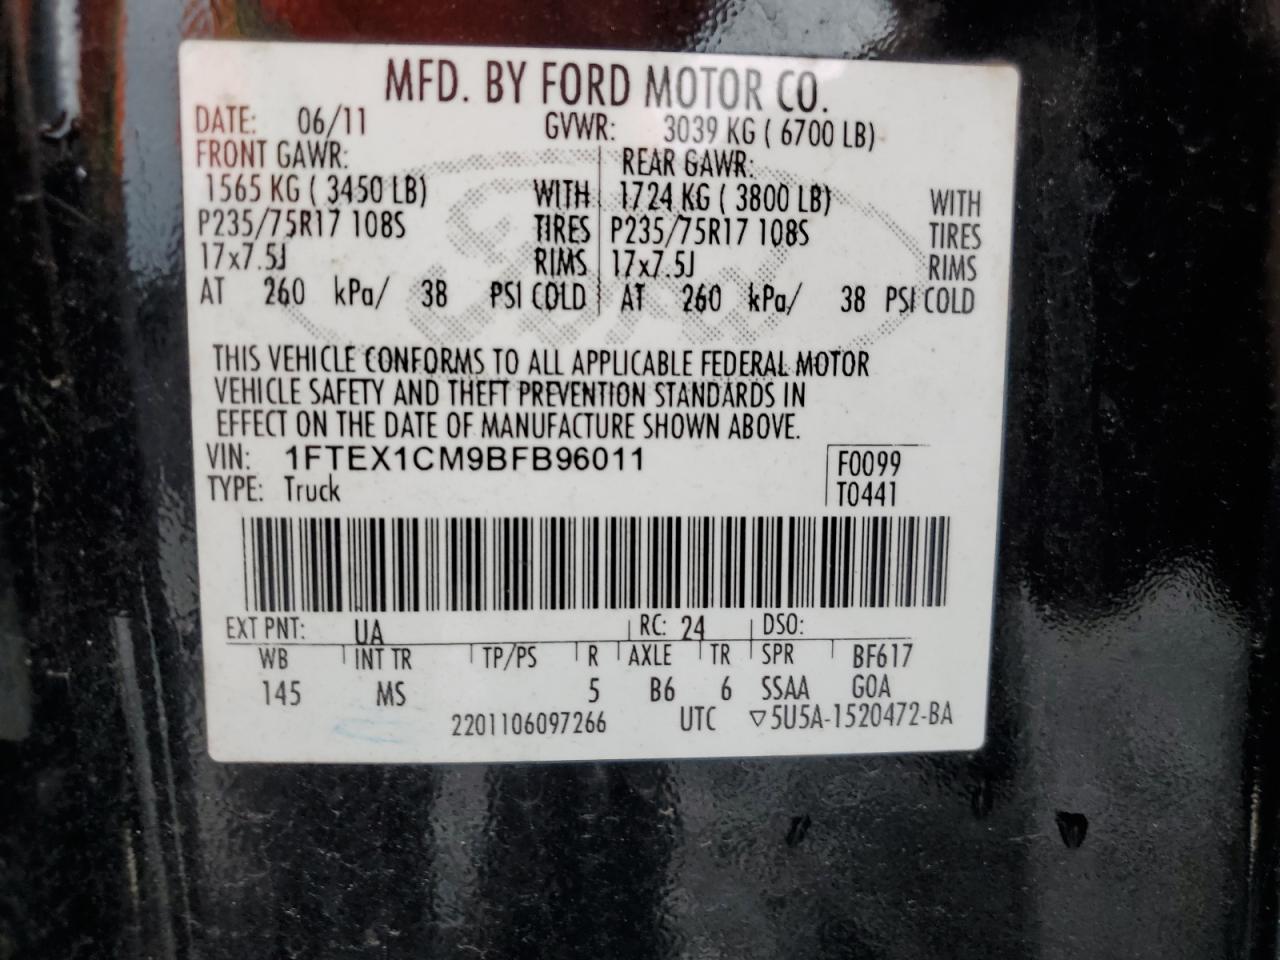 MFD. BY FORD MOTOR CO.
DATE: 06/11 GVWR: 3039 KG ( 6700 LB)
FRONT GAWR: REAR GAWR:
1565 KG ( 3450 LB) WITH 1724 KG ( 3800 LB) WITH
P235/75R17 108S TIRES P235/75R17 108S TIRES
17x7.5J RIMS 17x7.5J RIMS
AT 260 kPa/ 38 PSI COLD AT 260 kPa/ 38 PSI COLD
THIS VEHICLE CONFORMS TO ALL APPLICABLE FEDERAL MOTOR
VEHICLE SAFETY AND THEFT PREVENTION STANDARDS IN
EFFECT ON THE DATE OF MANUFACTURE SHOWN ABOVE.
VIN: 1FTEX1CM9BFB96011 F0099
TYPE: Truck T0441
EXT PNT: UA RC: 24 DSO:
WB INT TR TP/PS R AXLE TR SPR BF617
145 MS 5 B6 6 SSAA GOA
2201106097266 UTC ▽5U5A-1520472-BA